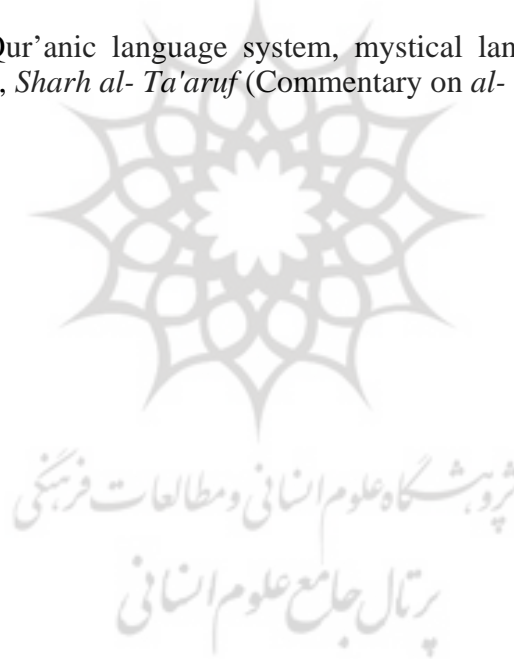 Qur’anic language system, mystical lan
, Sharh al- Ta'aruf (Commentary on al-
پژوهشگاه علوم انسانی و مطالعات فرهنگی
پرتال جامع علوم انسانی